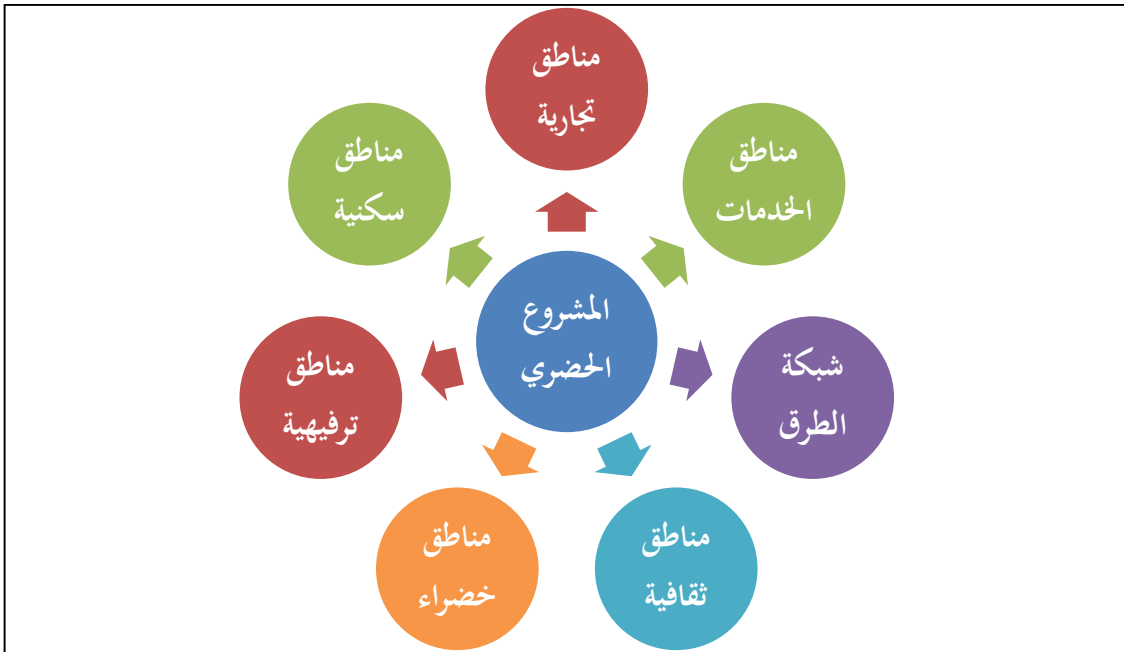 مناطق
تجارية
مناطق
الخدمات
مناطق
سكنية
المشروع
الحضري
شبكة
الطرق
مناطق
ترفيهية
مناطق
ثقافية
مناطق
خضراء